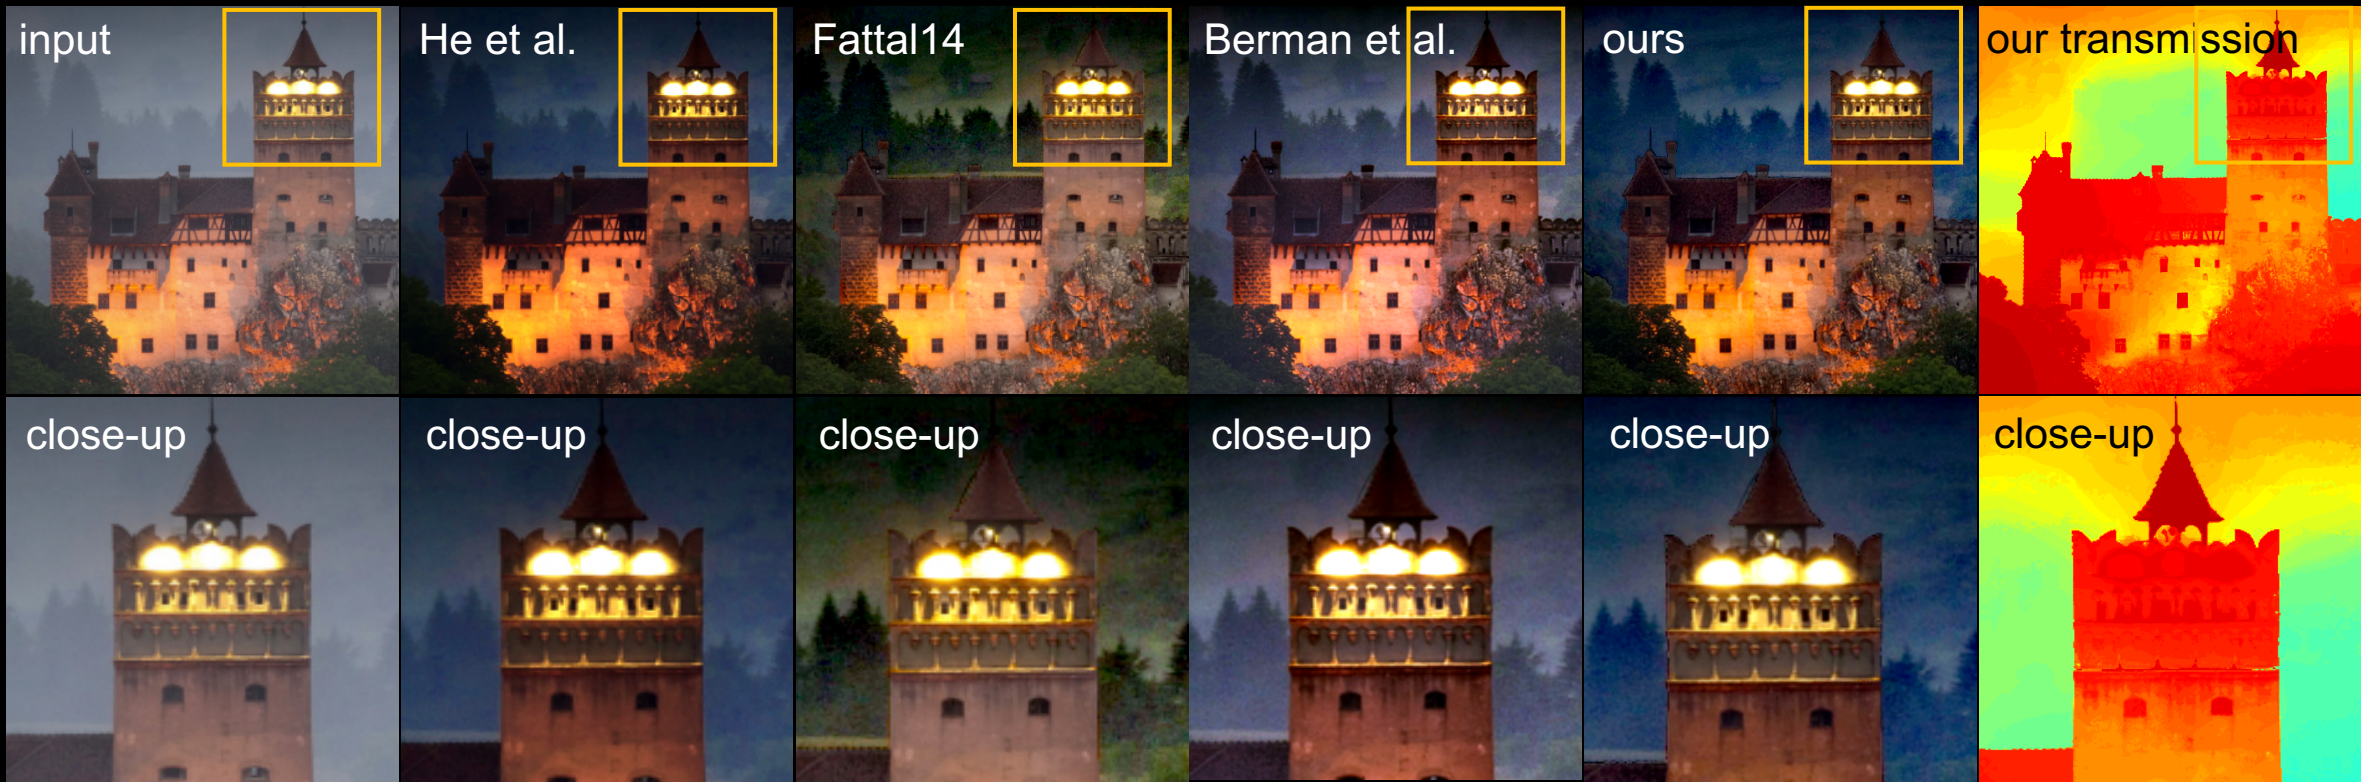 input
He et al.
Fattal14
Berman et al.
ours
our transmission
close-up
close-up
close-up
close-up
close-up
close-up